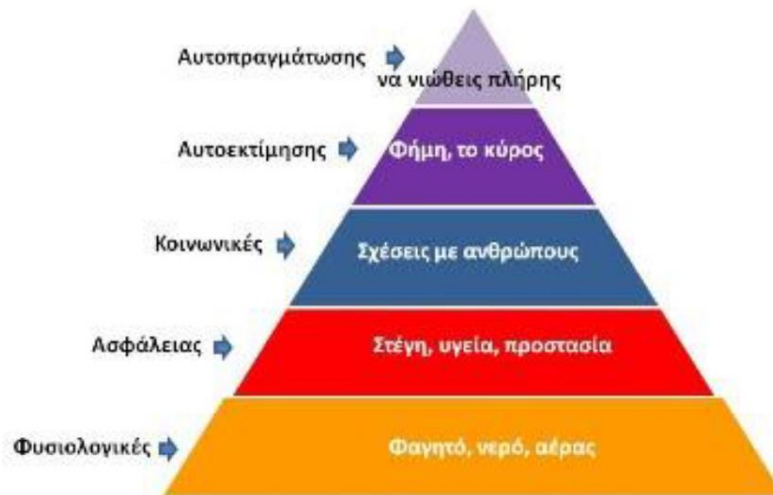 Αυτοπραγμάτωσης
να νιώθεις πλήρης
Αυτοεκτίμησης
Φήμη, το κύρος
Κοινωνικές
Σχέσεις με ανθρώπους
Ασφάλειας
Στέγη, υγεία, προστασία
Φυσιολογικές
Φαγητό, νερό, αέρας